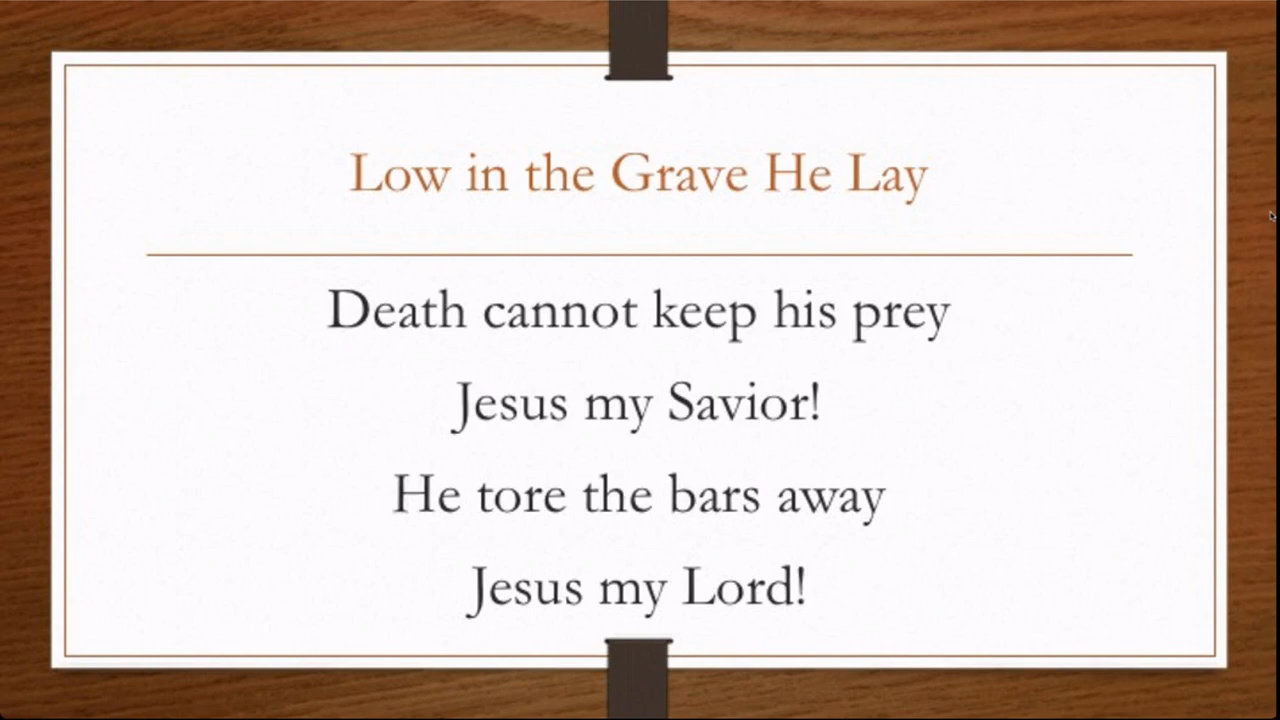 Low in the Grave He Lay
Death cannot keep his prey
Jesus my Savior!
He tore the bars away
Jesus my Lord!